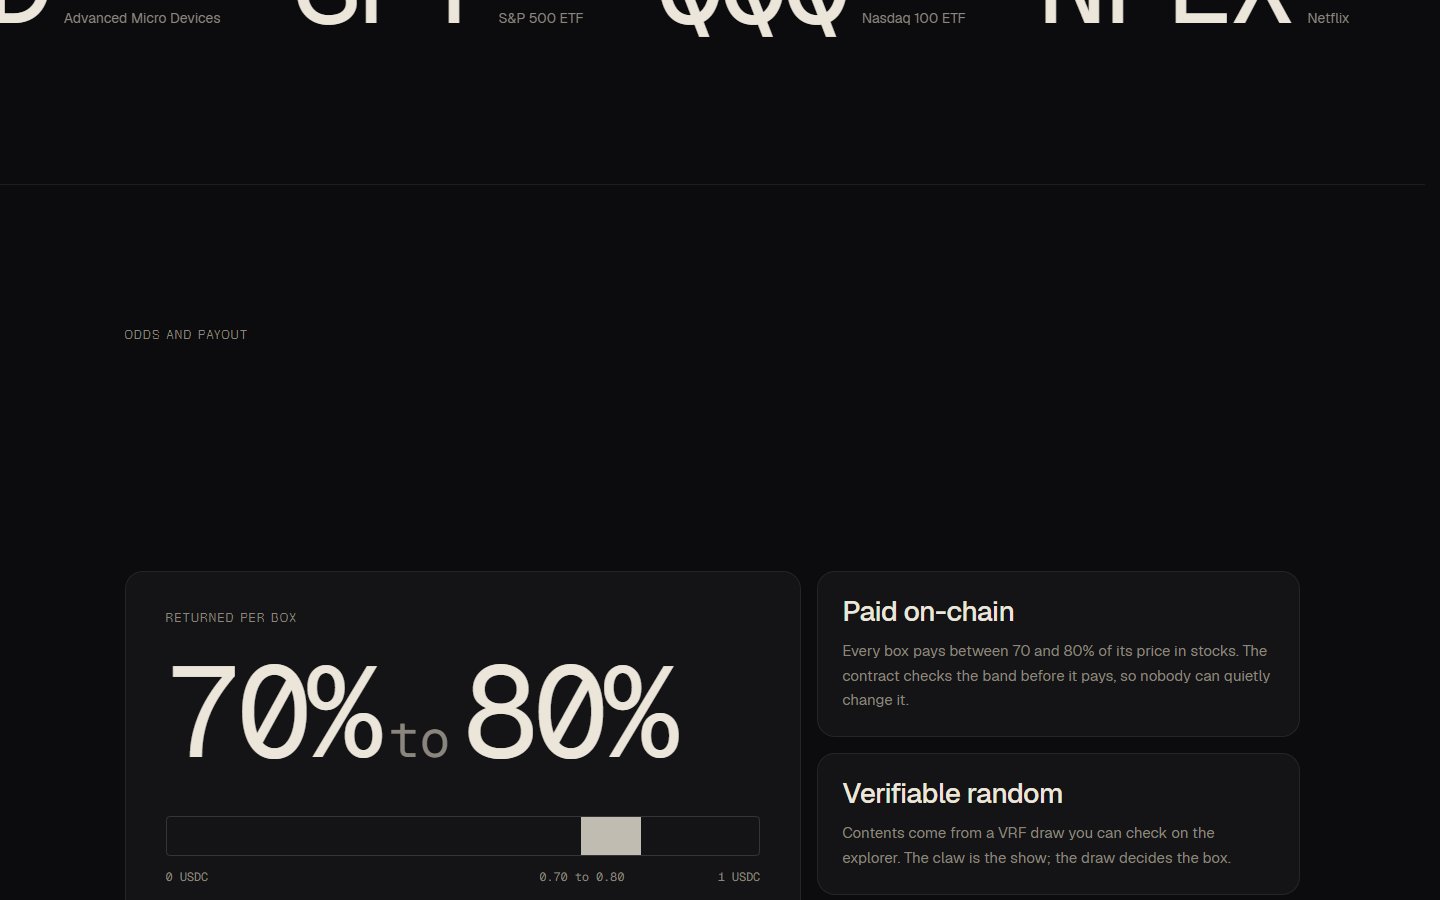 D Advanced Micro Devices SPY S&P 500 ETF QQQ Nasdaq 100 ETF NFLX Netflix
ODDS AND PAYOUT
RETURNED PER BOX
70% to 80%
0 USDC 0.70 to 0.80 1 USDC
Paid on-chain
Every box pays between 70 and 80% of its price in stocks. The
contract checks the band before it pays, so nobody can quietly
change it.
Verifiable random
Contents come from a VRF draw you can check on the
explorer. The claw is the show; the draw decides the box.